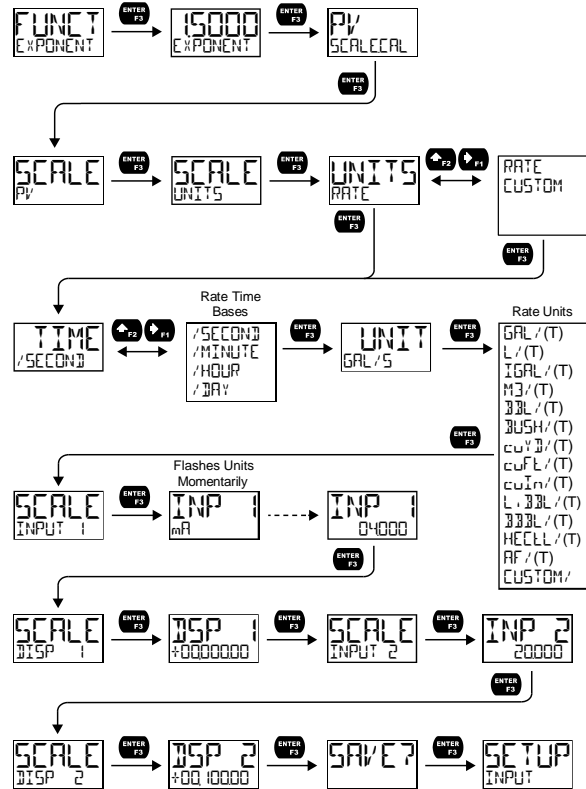 FUNCT
EXPONENT
ENTER
F3
1.5000
EXPONENT
ENTER
F3
PV
SCALECAL
ENTER
F3
SCALE
PV
ENTER
F3
SCALE
UNITS
ENTER
F3
UNITS
RATE
F2
F1
RATE
CUSTOM
ENTER
F3
ENTER
F3
TIME
/SECOND
F2
F1
Rate Time
Bases
/SECOND
/MINUTE
/HOUR
/DAY
ENTER
F3
UNIT
GAL/S
ENTER
F3
Rate Units
GAL/(T)
L/(T)
IGAL/(T)
M3/(T)
BBL/(T)
BUSH/(T)
cuYD/(T)
cuFt/(T)
cuIn/(T)
LiBBL/(T)
BBBL/(T)
HECtL/(T)
AF/(T)
CUSTOM/
ENTER
F3
SCALE
INPUT 1
ENTER
F3
Flashes Units
Momentarily
INP 1
mA
INP 1
04.000
ENTER
F3
SCALE
DISP 1
ENTER
F3
DSP 1
+00,000.00
ENTER
F3
SCALE
INPUT 2
ENTER
F3
INP 2
20.000
ENTER
F3
SCALE
DISP 2
ENTER
F3
DSP 2
+00,100.00
ENTER
F3
SAVE?
ENTER
F3
SETUP
INPUT